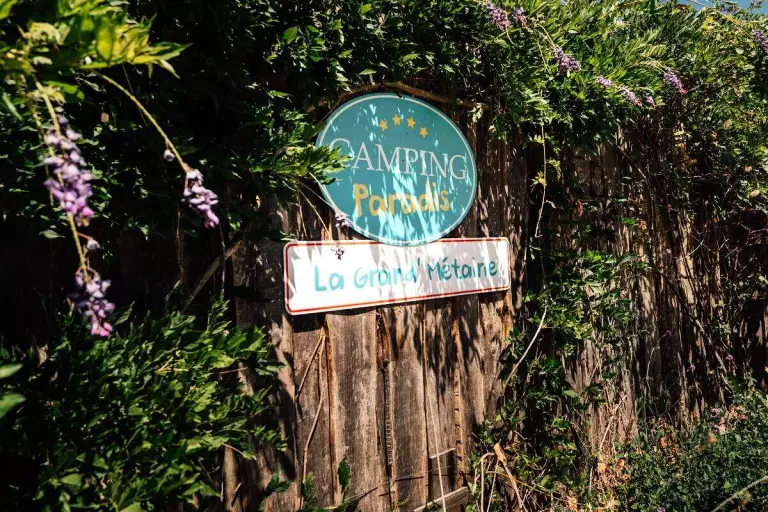 CAMPING
Paradis
La Grand' Métairie